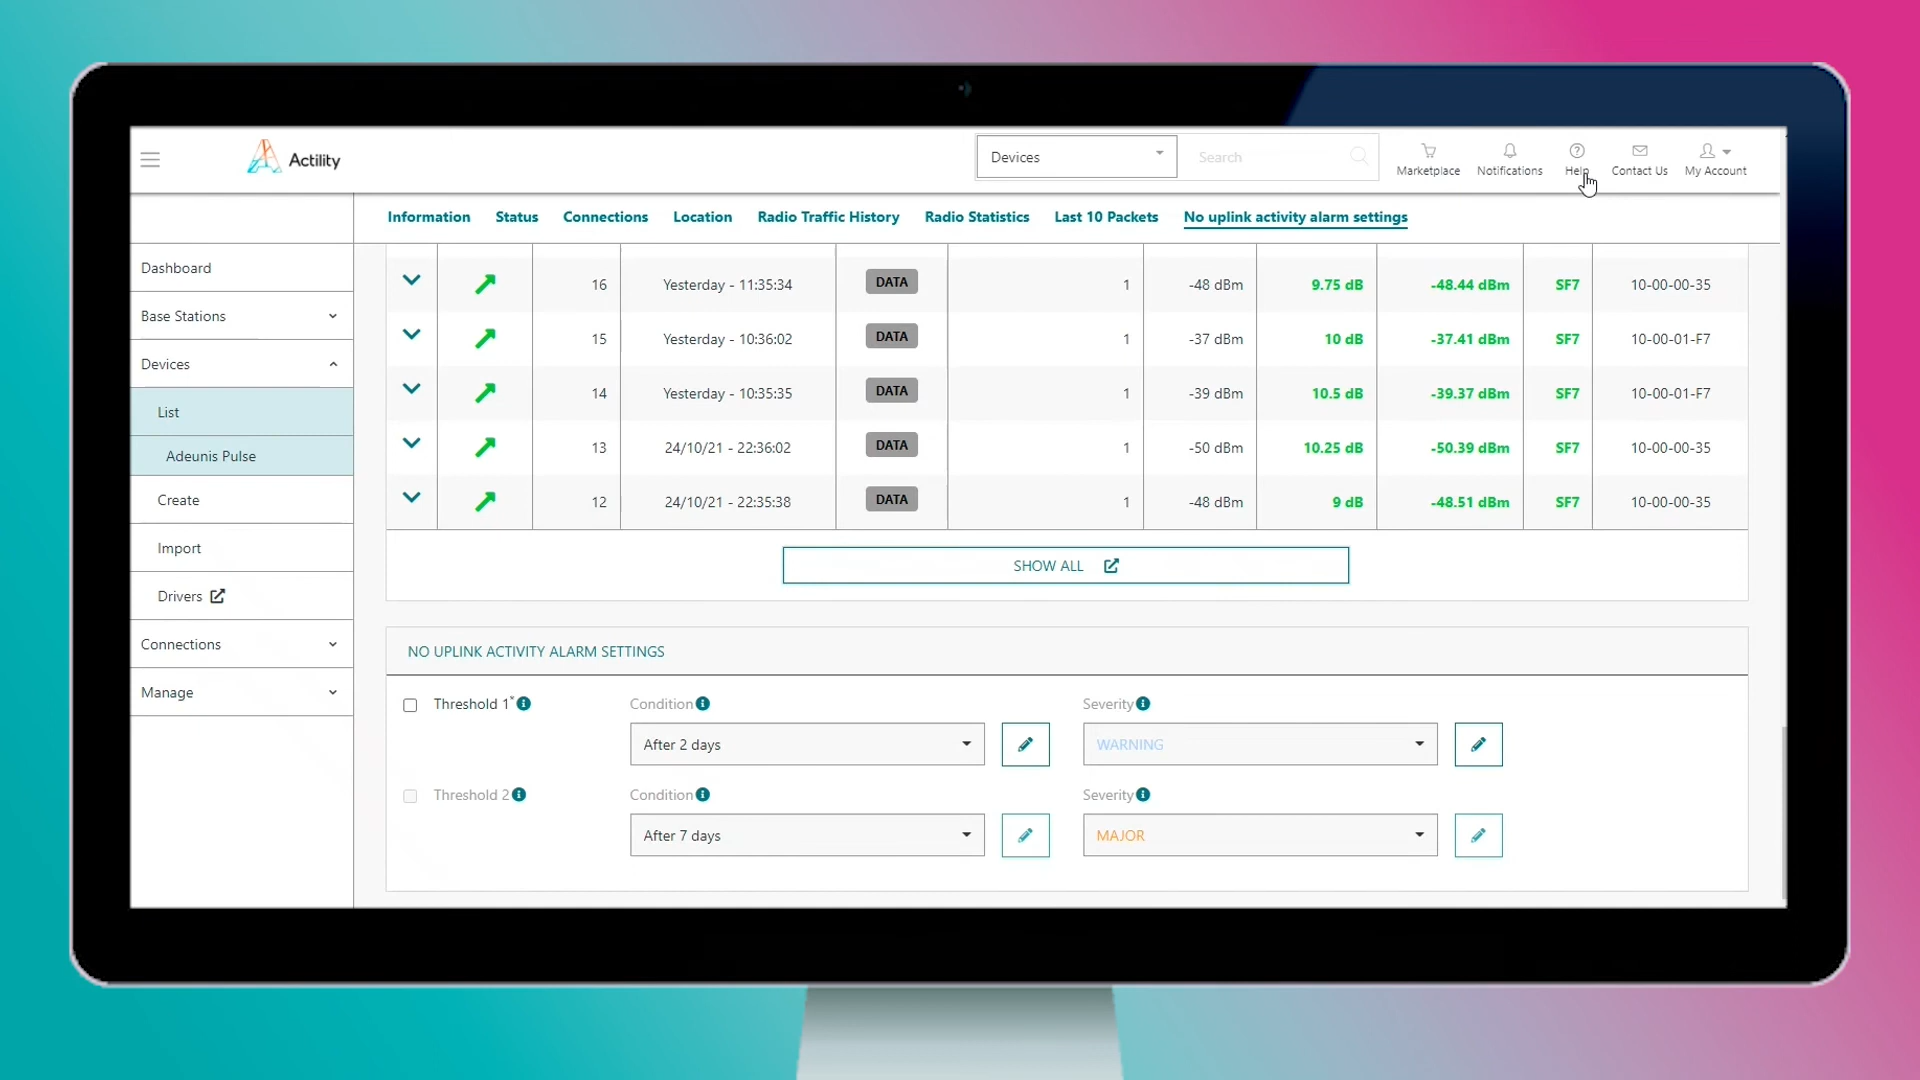 Actility
Devices
Search
Marketplace
Notifications
Help
Contact Us
My Account
Information Status Connections Location Radio Traffic History Radio Statistics Last 10 Packets No uplink activity alarm settings
Dashboard
Base Stations
Devices
List
Adeunis Pulse
Create
Import
Drivers
Connections
Manage
16 Yesterday - 11:35:34 DATA 1 -48 dBm 9.75 dB -48.44 dBm SF7 10-00-00-35
15 Yesterday - 10:36:02 DATA 1 -37 dBm 10 dB -37.41 dBm SF7 10-00-01-F7
14 Yesterday - 10:35:35 DATA 1 -39 dBm 10.5 dB -39.37 dBm SF7 10-00-01-F7
13 24/10/21 - 22:36:02 DATA 1 -50 dBm 10.25 dB -50.39 dBm SF7 10-00-00-35
12 24/10/21 - 22:35:38 DATA 1 -48 dBm 9 dB -48.51 dBm SF7 10-00-00-35
SHOW ALL
NO UPLINK ACTIVITY ALARM SETTINGS
Threshold 1* Condition Severity
After 2 days WARNING
Threshold 2 Condition Severity
After 7 days MAJOR